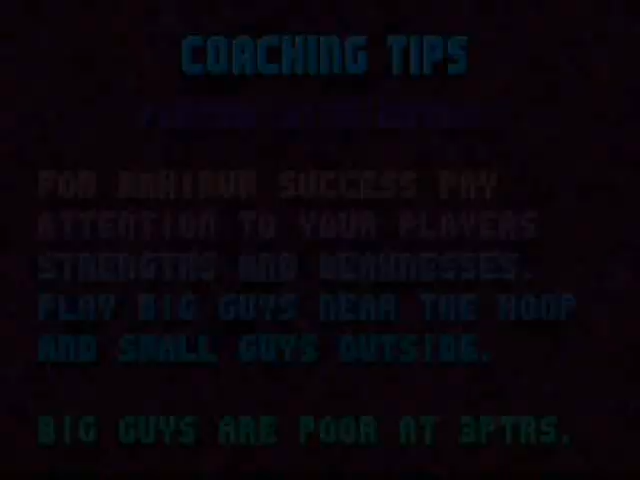 COACHING TIPS
FOR MAXIMUM SUCCESS PAY
ATTENTION TO YOUR PLAYERS
STRENGTHS AND WEAKNESSES.
PLAY BIG GUYS NEAR THE HOOP
AND SMALL GUYS OUTSIDE.
BIG GUYS ARE POOR AT 3PTRS.